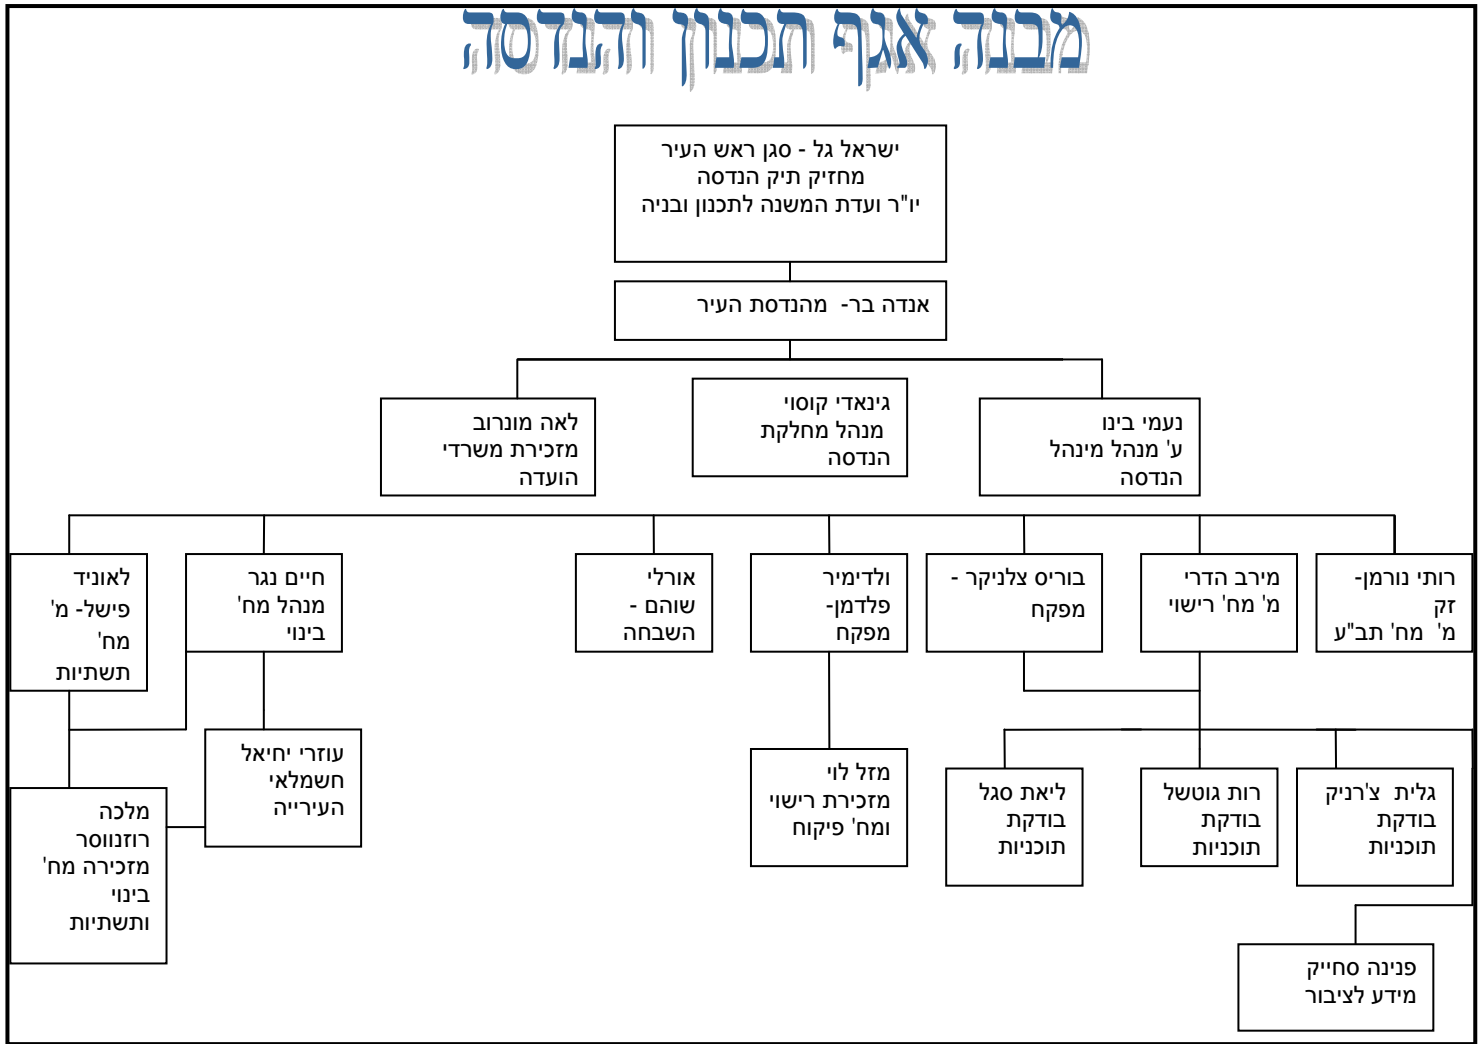 מבנה אגף תכנון והנדסה
ישראל גל - סגן ראש העיר
מחזיק תיק הנדסה
יו"ר ועדת המשנה לתכנון ובניה
אנדה בר- מהנדסת העיר
נעמי בינו
ע' מנהל מינהל
הנדסה
גינאדי קוסוי
מנהל מחלקת
הנדסה
לאה מונרוב
מזכירת משרדי
הועדה
רותי נורמן-
זק
מ' מח' תב"ע
מירב הדרי
מ' מח' רישוי
בוריס צלניקר -
מפקח
ולדימיר
פלדמן-
מפקח
אורלי
שוהם -
השבחה
חיים נגר
מנהל מח'
בינוי
לאוניד
פישל- מ'
מח'
תשתיות
גלית צ'רניק
בודקת
תוכניות
רות גוטשל
בודקת
תוכניות
ליאת סגל
בודקת
תוכניות
מזל לוי
מזכירת רישוי
ומח' פיקוח
עוזרי יחיאל
חשמלאי
העירייה
מלכה
רוזנווסר
מזכירה מח'
בינוי
ותשתיות
פנינה סחייק
מידע לציבור